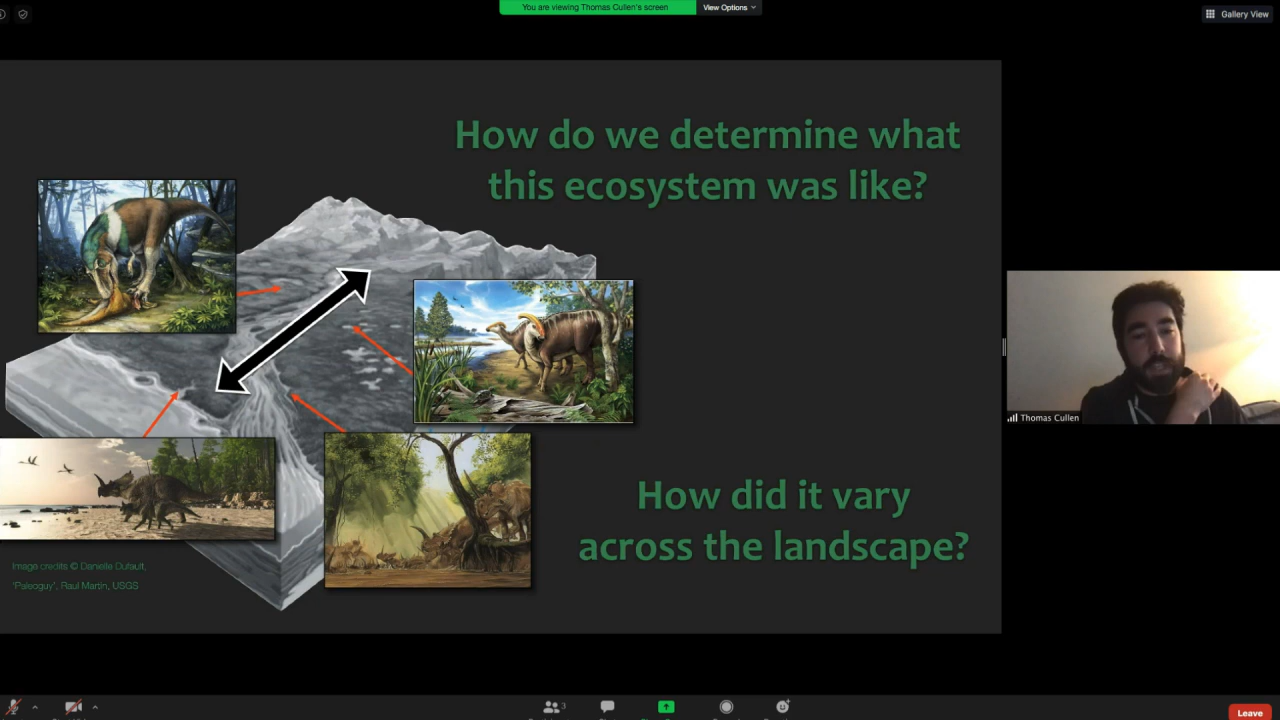 You are viewing Thomas Cullen's screen
View Options
Gallery View
How do we determine what
this ecosystem was like?
Thomas Cullen
How did it vary
across the landscape?
Image credits © Danielle Dufault,
'Paleoguy', Raul Martin, USGS
3
Leave